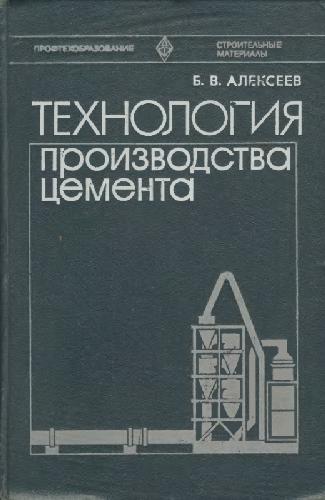 ПРОФТЕХОБРАЗОВАНИЕ
СТРОИТЕЛЬНЫЕ
МАТЕРИАЛЫ
Б. В. АЛЕКСЕЕВ
ТЕХНОЛОГИЯ
производства
цемента